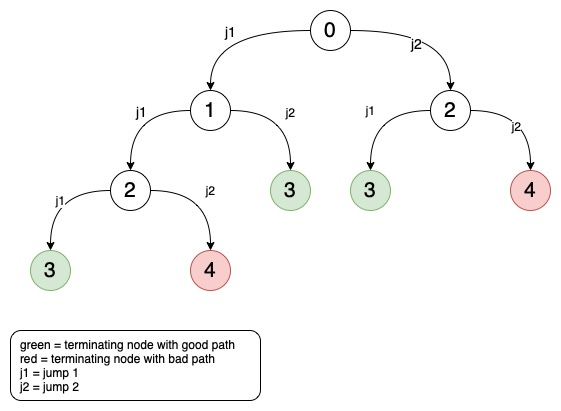 0
j1
j2
1
2
j1
j2
j1
j2
2
3
3
4
j1
j2
3
4
green = terminating node with good path
red = terminating node with bad path
j1 = jump 1
j2 = jump 2